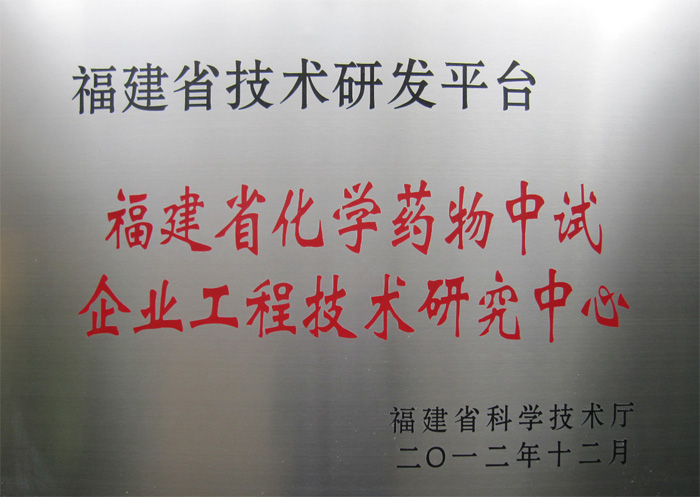 福建省技术研发平台
福建省化学药物中试
企业工程技术研究中心
福建省科学技术厅
二〇一二年十二月